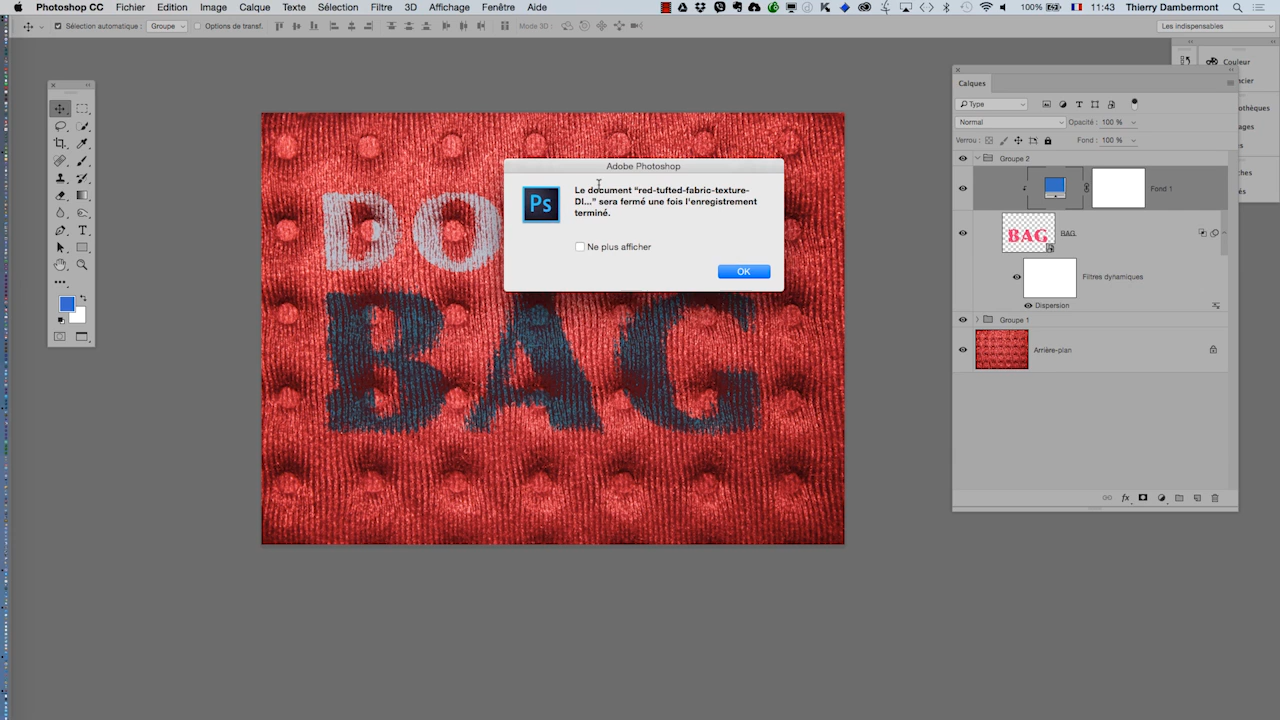 Photoshop CC Fichier Edition Image Calque Texte Sélection Filtre 3D Affichage Fenêtre Aide 100% 11:43 Thierry Dambermont
Sélection automatique : Groupe Options de transf. Mode 3D : Les indispensables
Couleur
Calques
Type
Normal Opacité : 100 %
Verrou : Fond : 100 %
Groupe 2
Fond 1
BAG BAG
Filtres dynamiques
Dispersion
Groupe 1
Arrière-plan
Adobe Photoshop
Ps
Le document “red-tufted-fabric-texture-
DI...” sera fermé une fois l'enregistrement
terminé.
Ne plus afficher
OK
DO
BAG
T
fx